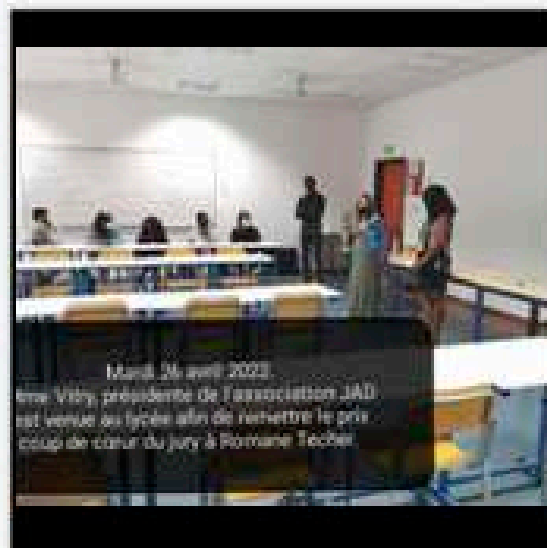 Mardi 26 avril 2022.
Mme Vitry, présidente de l'association JAD
est venue au lycée afin de remettre le prix
coup de cœur du jury à Romane Techer.